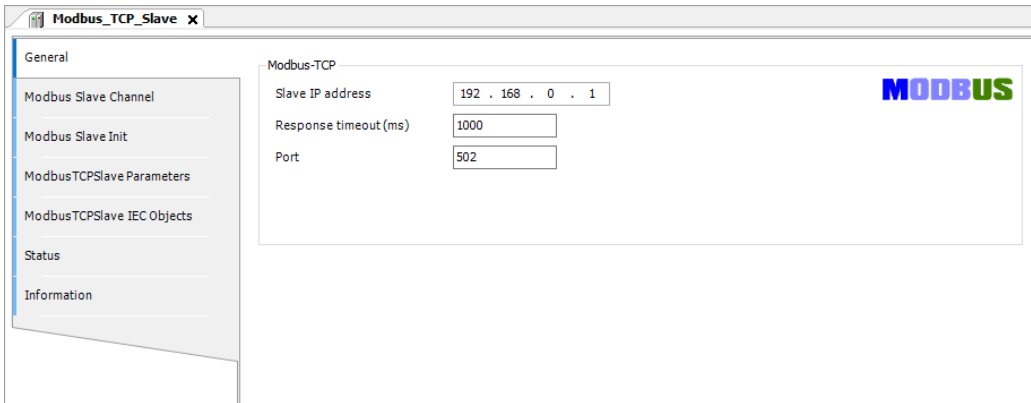 Modbus_TCP_Slave X
General
Modbus Slave Channel
Modbus Slave Init
ModbusTCPSlave Parameters
ModbusTCPSlave IEC Objects
Status
Information
Modbus-TCP
MODBUS
Slave IP address 192 . 168 . 0 . 1
Response timeout (ms) 1000
Port 502